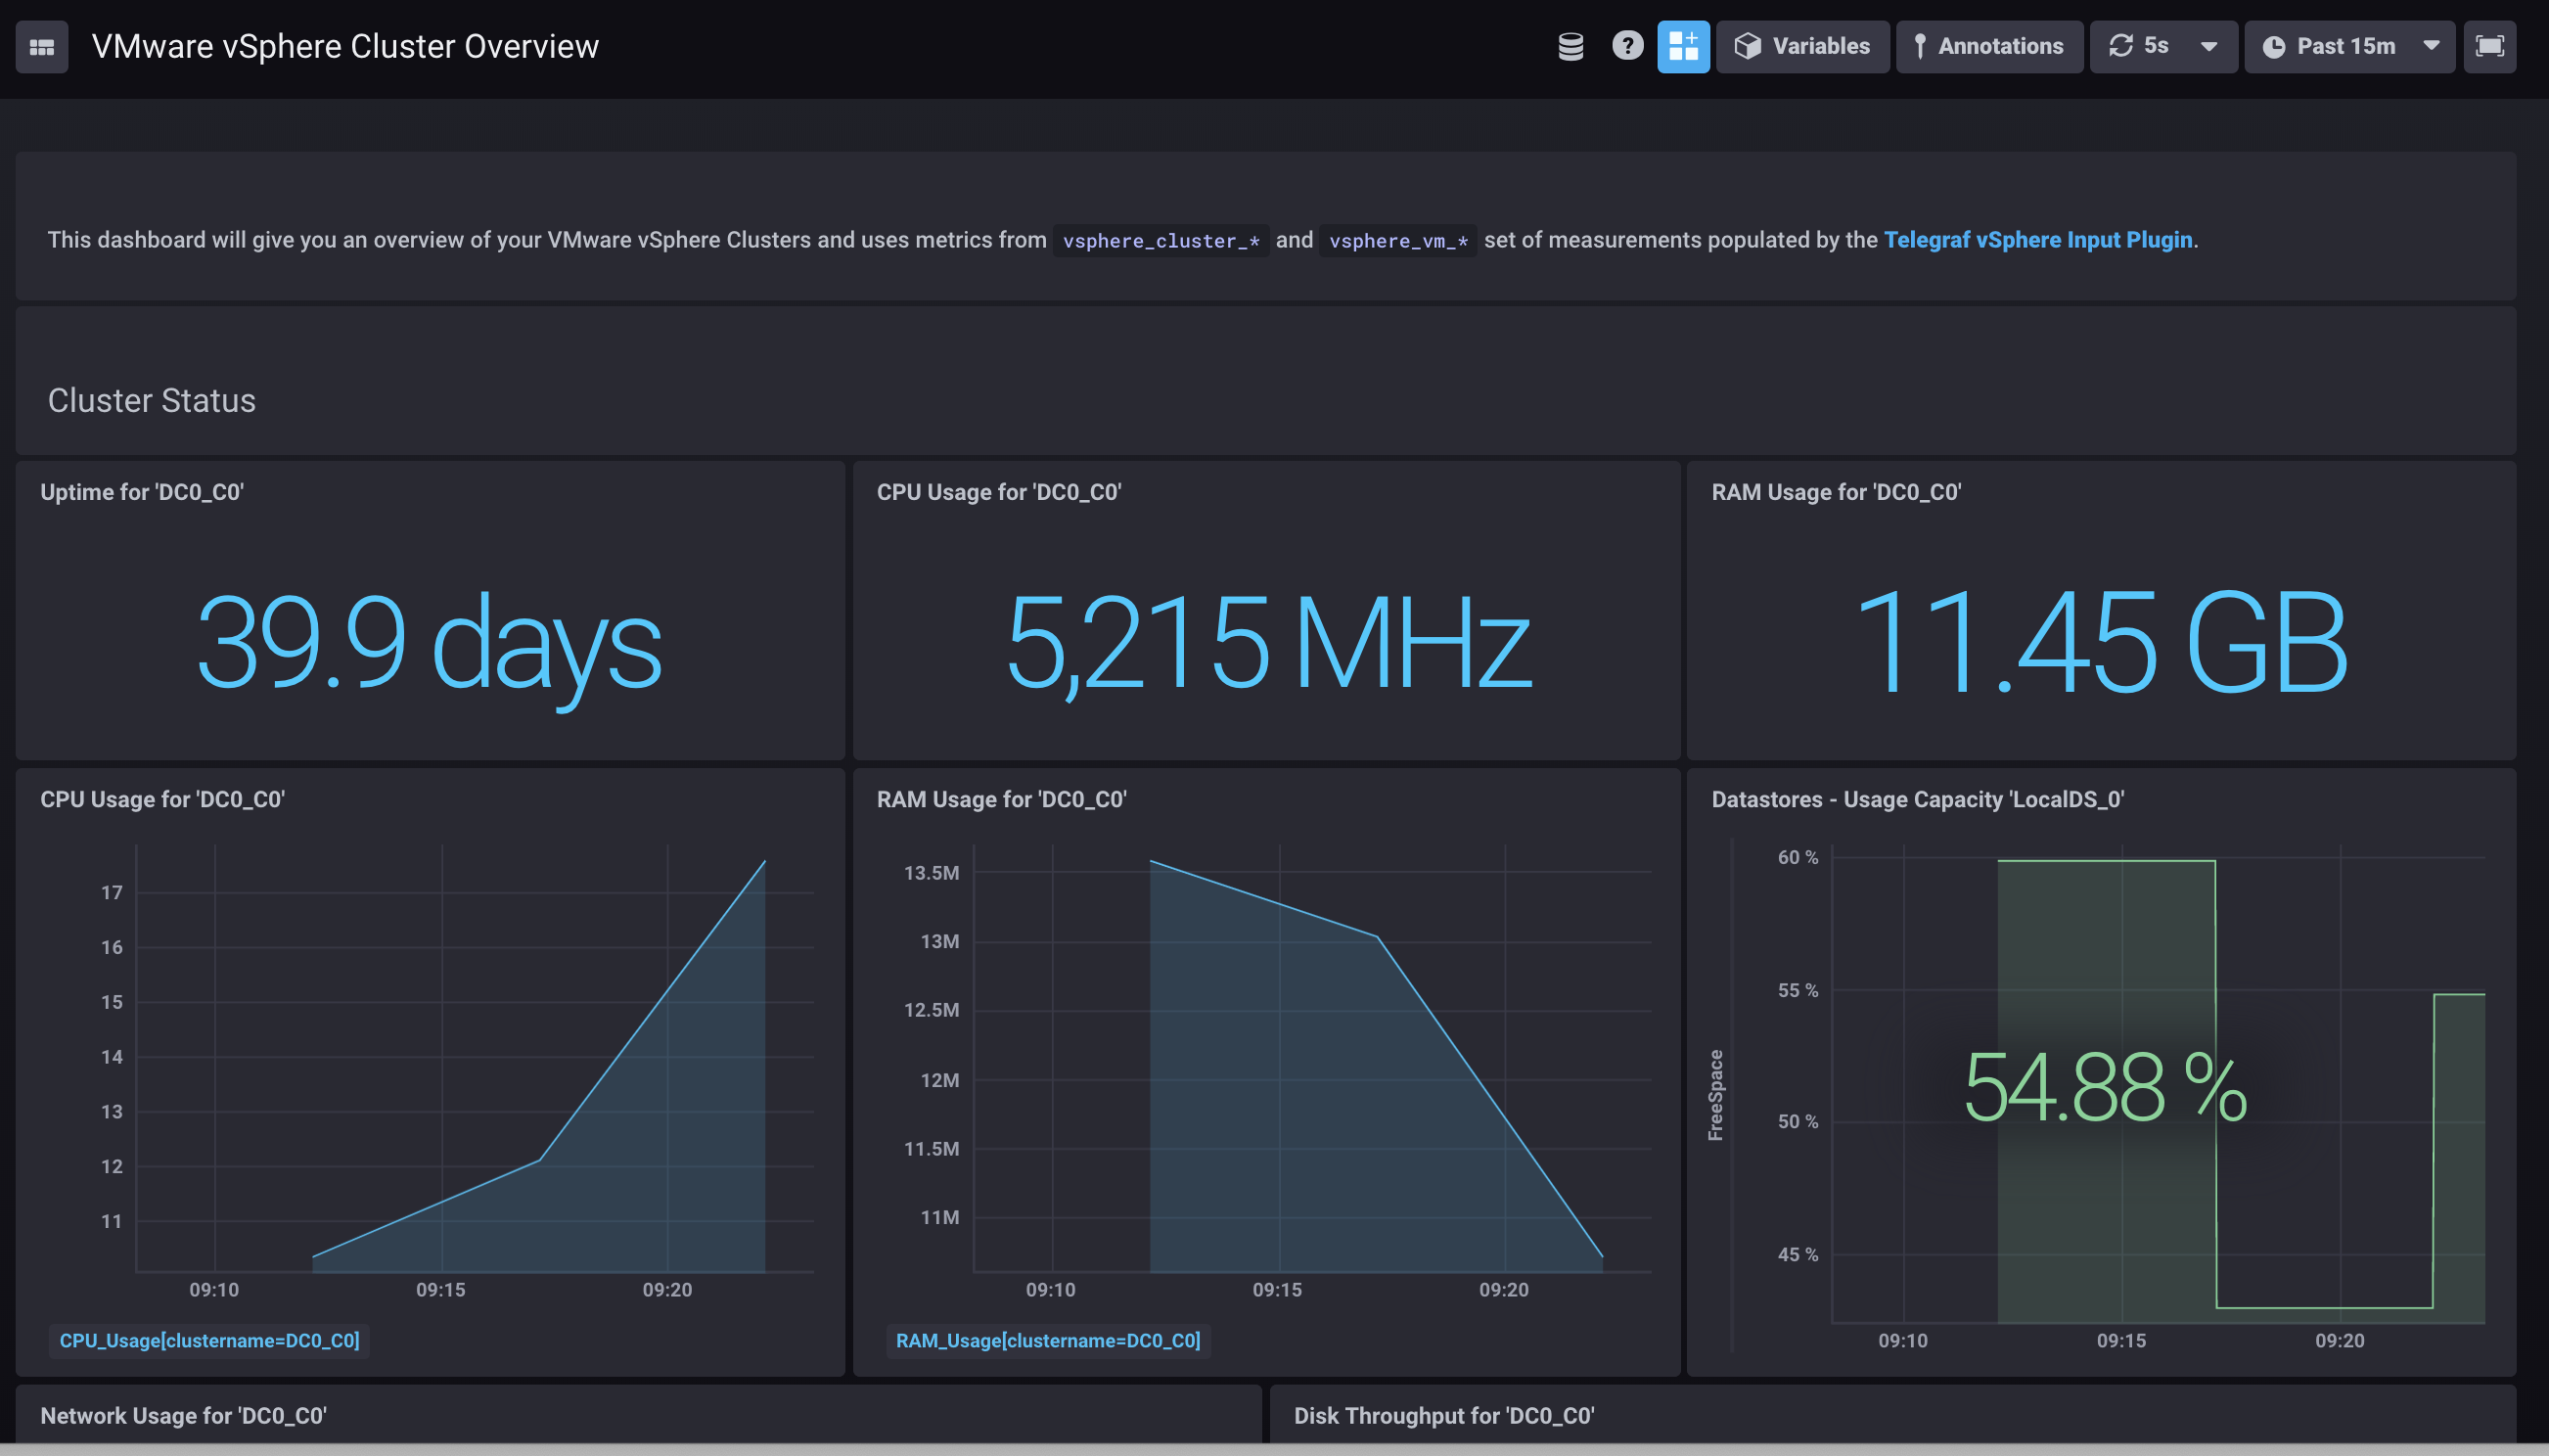 VMware vSphere Cluster Overview
?
Variables
Annotations
5s
Past 15m
This dashboard will give you an overview of your VMware vSphere Clusters and uses metrics from vsphere_cluster_* and vsphere_vm_* set of measurements populated by the Telegraf vSphere Input Plugin.
Cluster Status
Uptime for 'DC0_C0'
39.9 days
CPU Usage for 'DC0_C0'
5,215 MHz
RAM Usage for 'DC0_C0'
11.45 GB
CPU Usage for 'DC0_C0'
17
16
15
14
13
12
11
09:10 09:15 09:20
CPU_Usage[clustername=DC0_C0]
RAM Usage for 'DC0_C0'
13.5M
13M
12.5M
12M
11.5M
11M
09:10 09:15 09:20
RAM_Usage[clustername=DC0_C0]
Datastores - Usage Capacity 'LocalDS_0'
FreeSpace
60 %
55 %
50 %
45 %
54.88 %
09:10 09:15 09:20
Network Usage for 'DC0_C0'
Disk Throughput for 'DC0_C0'